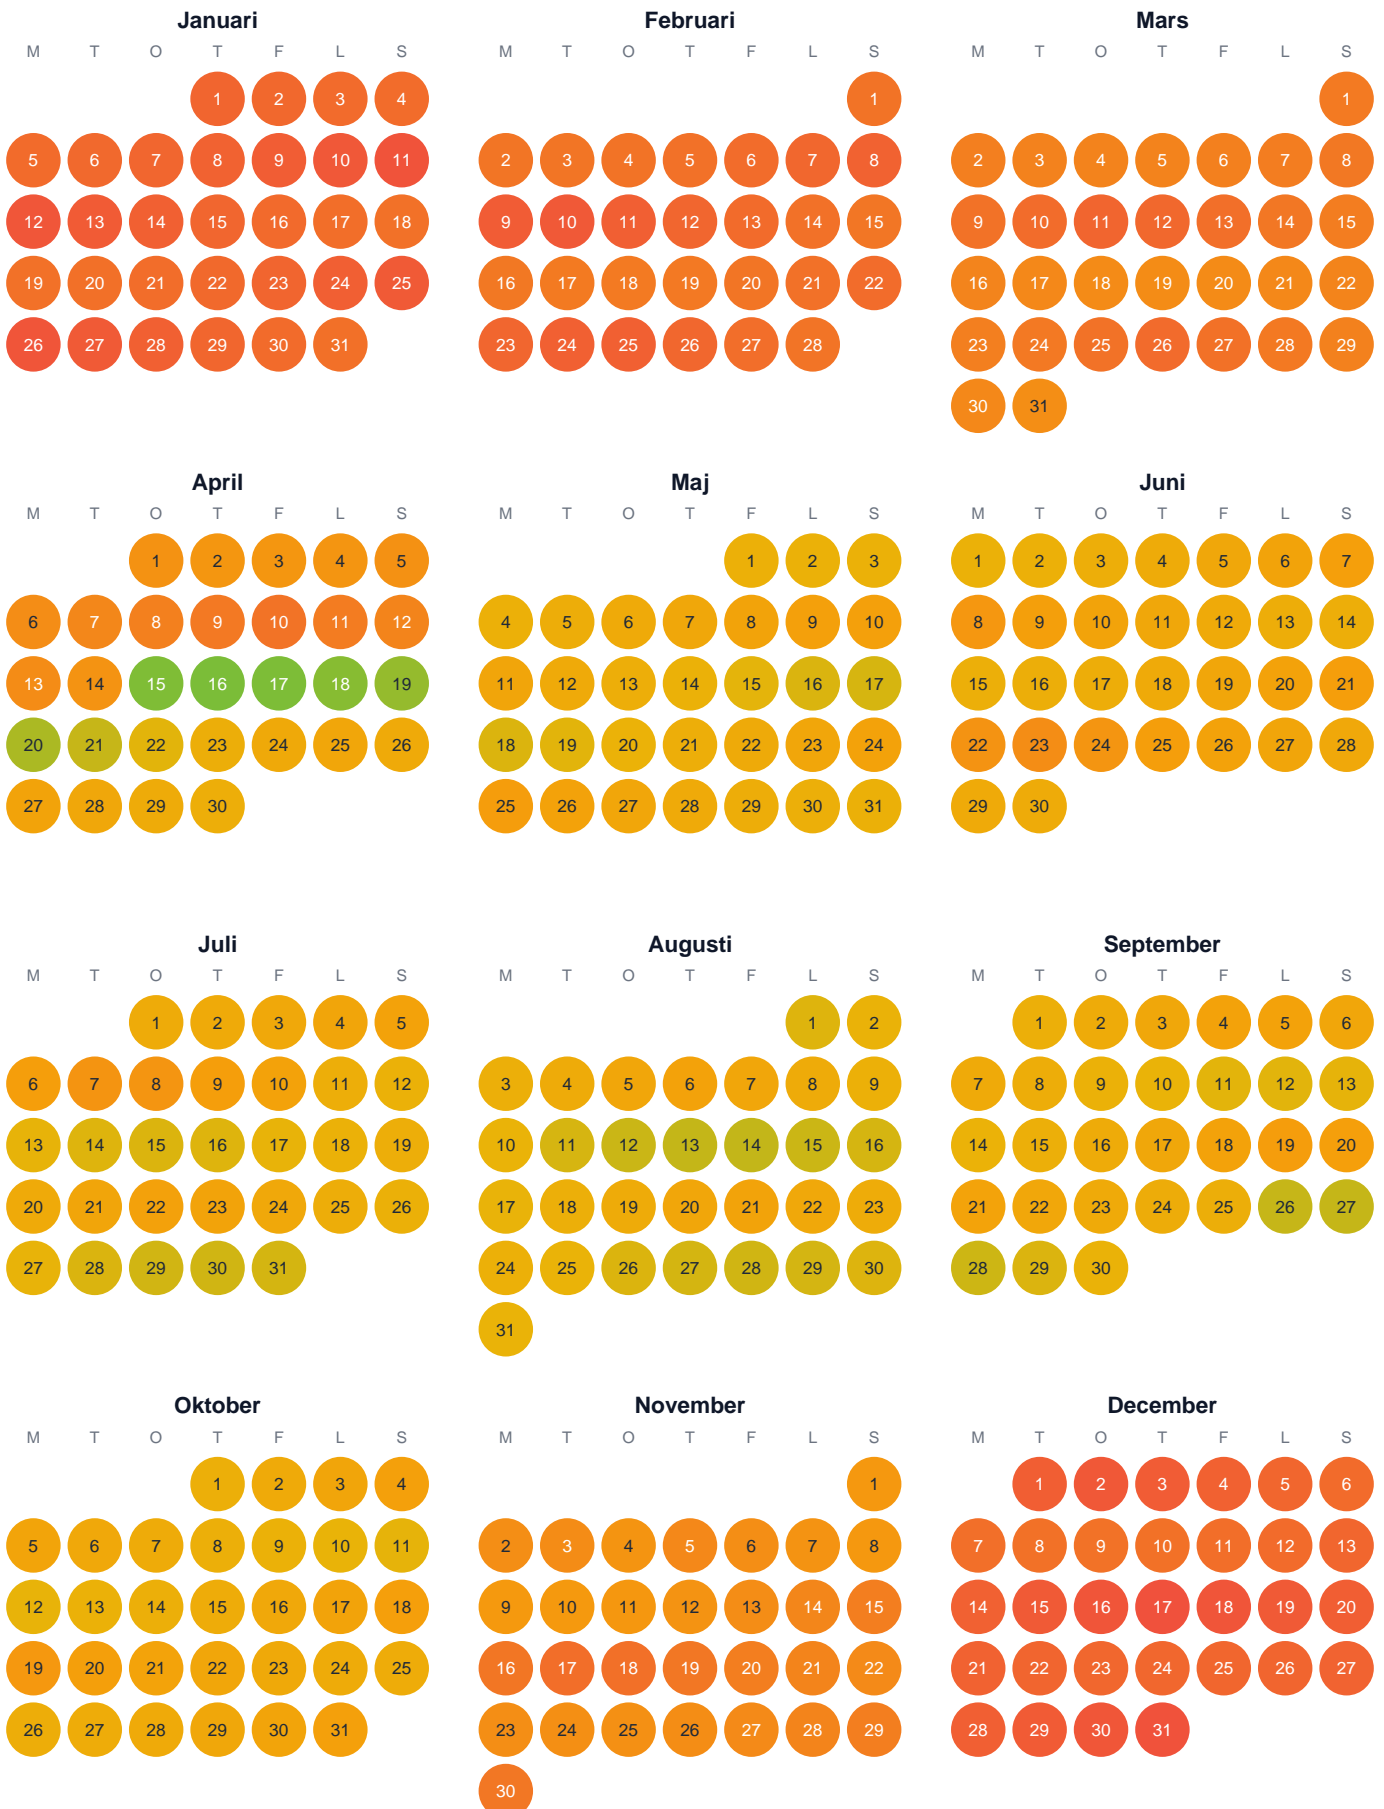 Januari Februari Mars
M T O T F L S M T O T F L S M T O T F L S
1 2 3 4 1 1
5 6 7 8 9 10 11 2 3 4 5 6 7 8 2 3 4 5 6 7 8
12 13 14 15 16 17 18 9 10 11 12 13 14 15 9 10 11 12 13 14 15
19 20 21 22 23 24 25 16 17 18 19 20 21 22 16 17 18 19 20 21 22
26 27 28 29 30 31 23 24 25 26 27 28 23 24 25 26 27 28 29
30 31
April Maj Juni
M T O T F L S M T O T F L S M T O T F L S
1 2 3 4 5 1 2 3 1 2 3 4 5 6 7
6 7 8 9 10 11 12 4 5 6 7 8 9 10 8 9 10 11 12 13 14
13 14 15 16 17 18 19 11 12 13 14 15 16 17 15 16 17 18 19 20 21
20 21 22 23 24 25 26 18 19 20 21 22 23 24 22 23 24 25 26 27 28
27 28 29 30 25 26 27 28 29 30 31 29 30
Juli Augusti September
M T O T F L S M T O T F L S M T O T F L S
1 2 3 4 5 1 2 1 2 3 4 5 6
6 7 8 9 10 11 12 3 4 5 6 7 8 9 7 8 9 10 11 12 13
13 14 15 16 17 18 19 10 11 12 13 14 15 16 14 15 16 17 18 19 20
20 21 22 23 24 25 26 17 18 19 20 21 22 23 21 22 23 24 25 26 27
27 28 29 30 31 24 25 26 27 28 29 30 28 29 30
31
Oktober November December
M T O T F L S M T O T F L S M T O T F L S
1 2 3 4 1 1 2 3 4 5 6
5 6 7 8 9 10 11 2 3 4 5 6 7 8 7 8 9 10 11 12 13
12 13 14 15 16 17 18 9 10 11 12 13 14 15 14 15 16 17 18 19 20
19 20 21 22 23 24 25 16 17 18 19 20 21 22 21 22 23 24 25 26 27
26 27 28 29 30 31 23 24 25 26 27 28 29 28 29 30 31
30